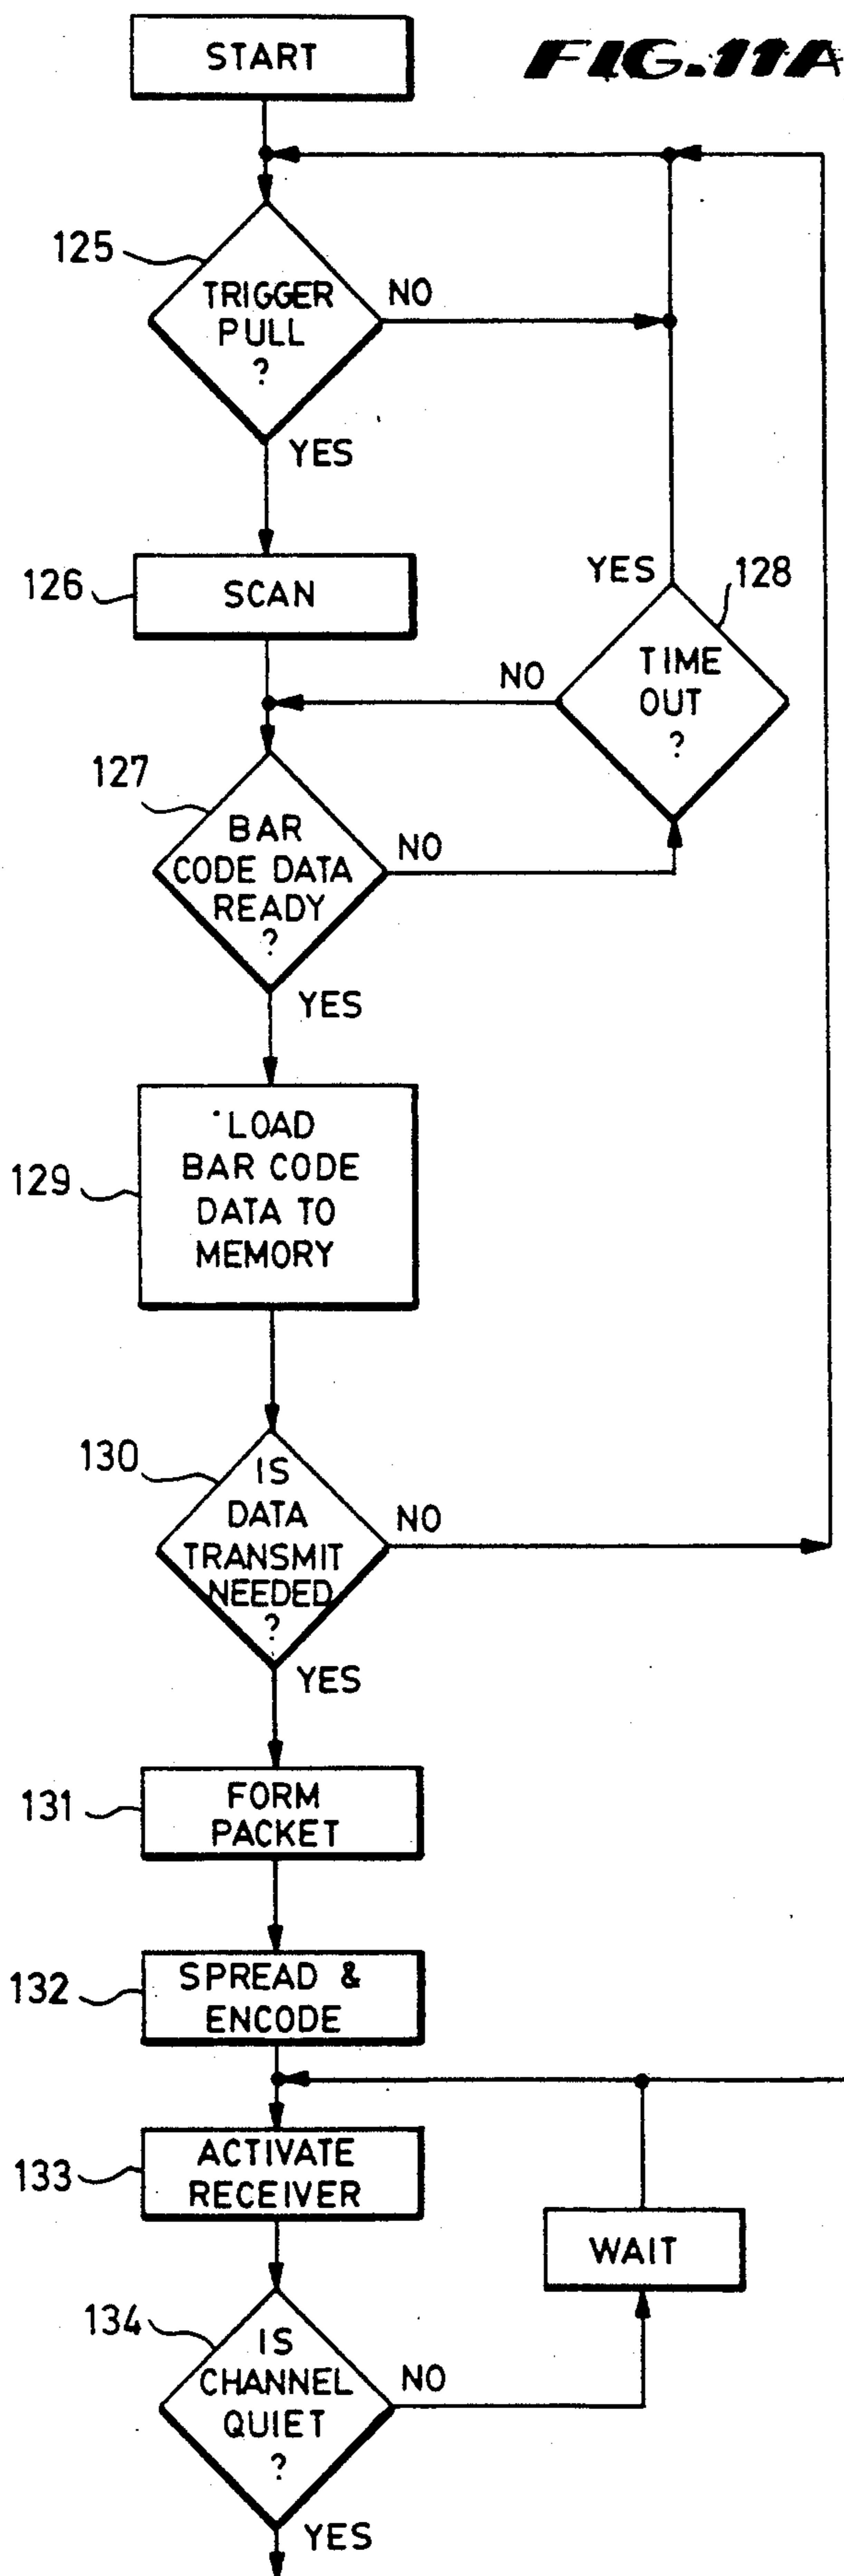 START
FIG.11A
125
TRIGGER
PULL
?
NO
YES
126
SCAN
YES
128
TIME
OUT
?
NO
127
BAR
CODE DATA
READY
?
NO
YES
129
LOAD
BAR CODE
DATA TO
MEMORY
130
IS
DATA
TRANSMIT
NEEDED
?
NO
YES
131
FORM
PACKET
132
SPREAD &
ENCODE
133
ACTIVATE
RECEIVER
WAIT
134
IS
CHANNEL
QUIET
?
NO
YES